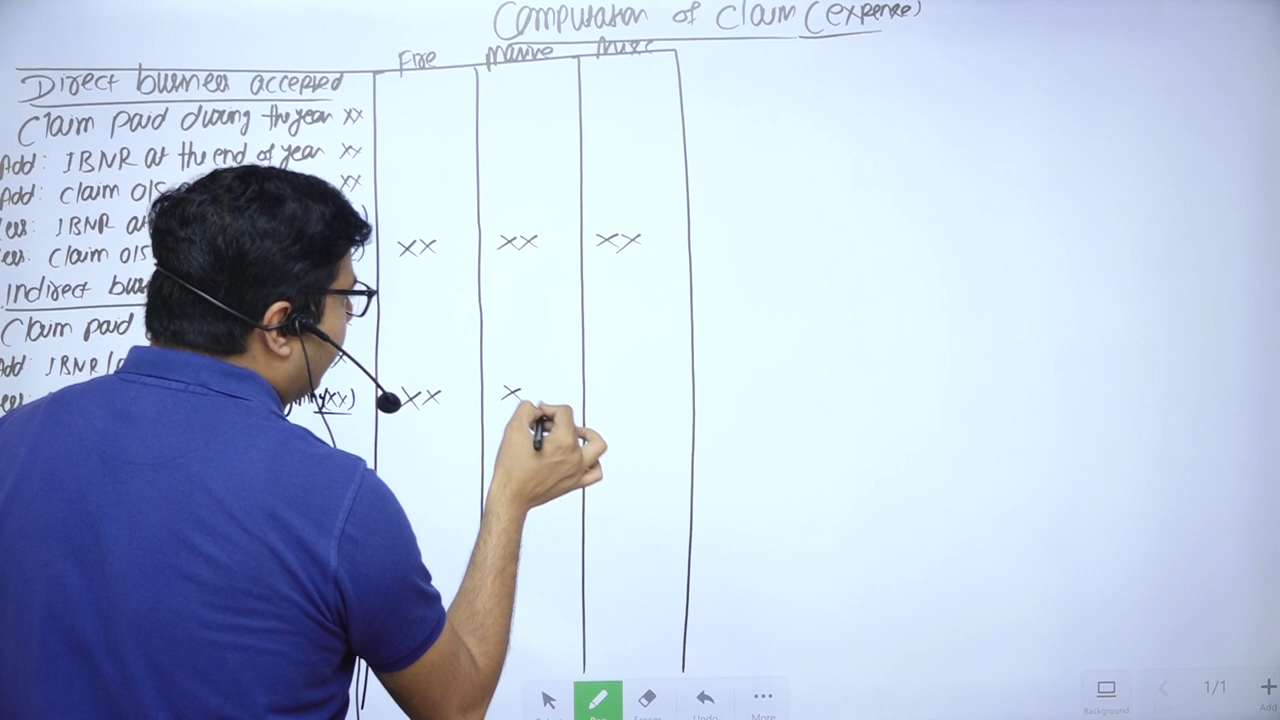 Computation of Claim (expense)
Fire Marine Misc
Direct business accepted
Claim paid during the year xx
Add: IBNR at the end of year xx
Add: Claim O/S xx
Less: IBNR at
Less: Claim O/S
xx xx xx
Indirect
Claim paid
Add: IBNR
x
(xx) xx x
Undo More
Background 1/1 Add